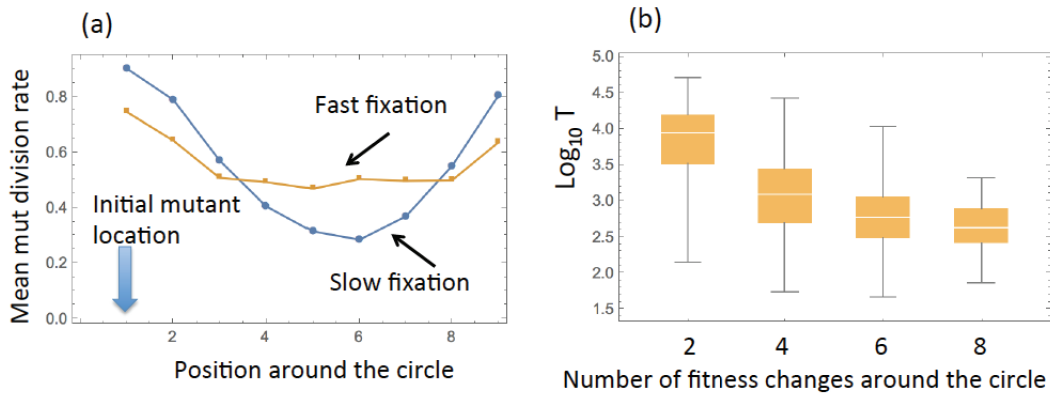 (a)
Mean mut division rate
0.8
0.6
0.4
0.2
0.0
Fast fixation
Initial mutant
location
Slow fixation
2
4
6
8
Position around the circle
(b)
Log10 T
5.0
4.5
4.0
3.5
3.0
2.5
2.0
1.5
2
4
6
8
Number of fitness changes around the circle